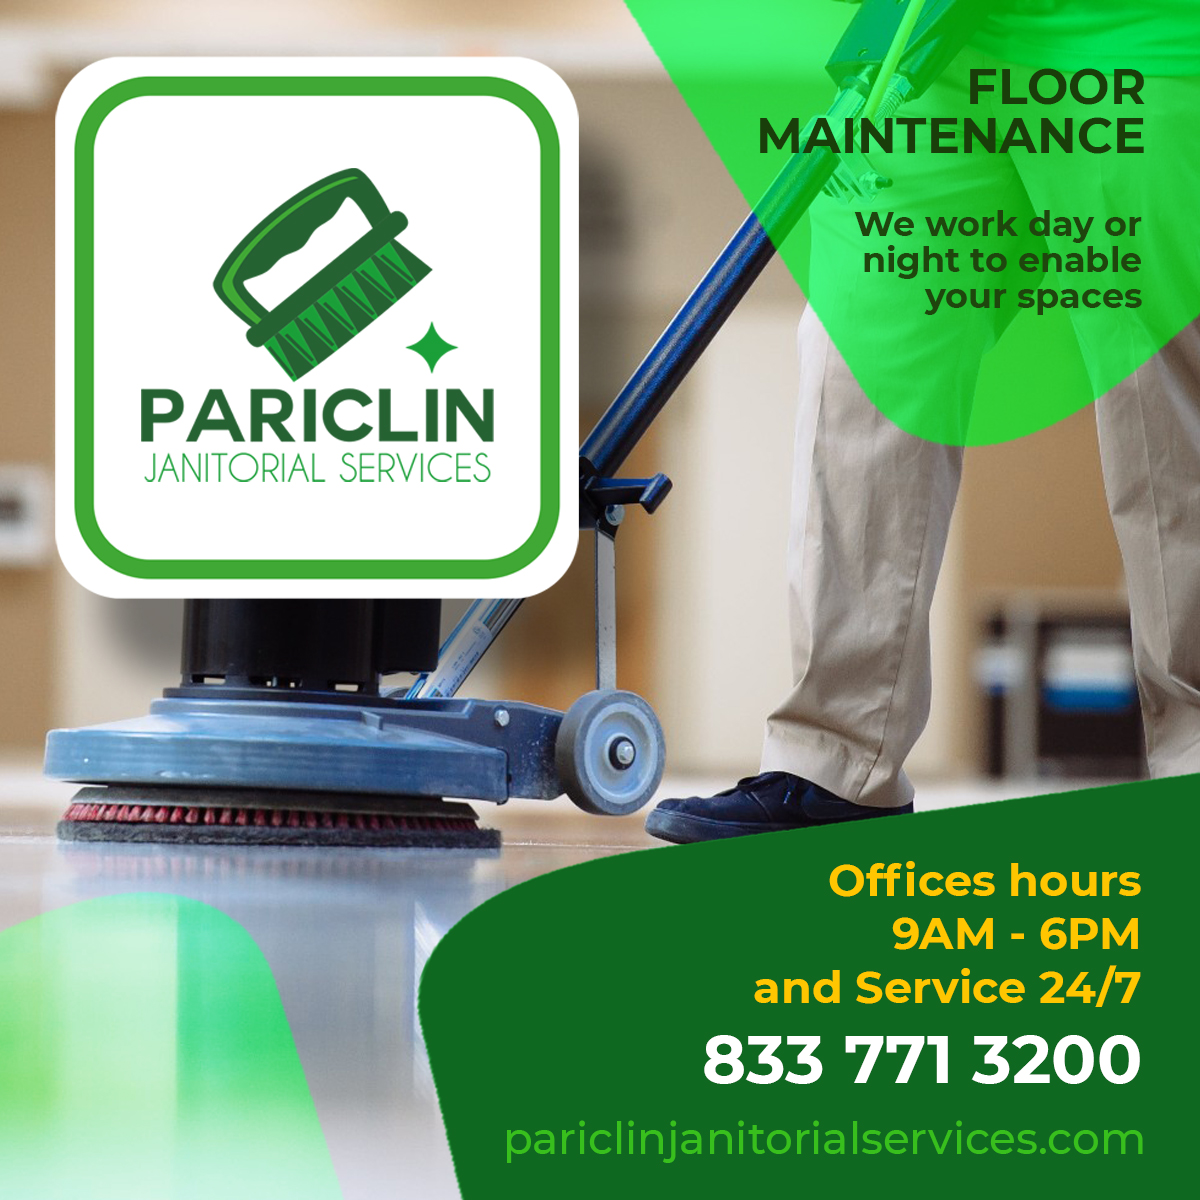 PARICLIN
JANITORIAL SERVICES
FLOOR
MAINTENANCE
We work day or
night to enable
your spaces
Offices hours
9AM - 6PM
and Service 24/7
833 771 3200
pariclinjanitorialservices.com